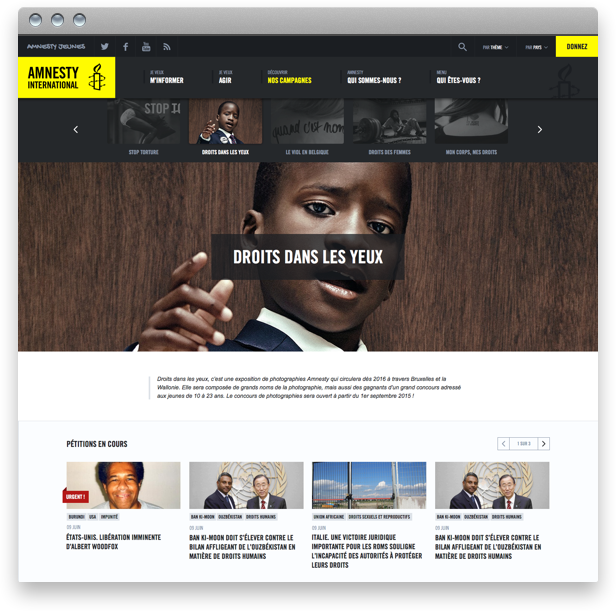 AMNESTY JEUNES
PAR THÈME
PAR PAYS
DONNEZ
AMNESTY
INTERNATIONAL
JE VEUX
M'INFORMER
JE VEUX
AGIR
DÉCOUVRIR
NOS CAMPAGNES
AMNESTY
QUI SOMMES-NOUS ?
MENU
QUI ÊTES-VOUS ?
STOP TORTURE
DROITS DANS LES YEUX
quand c'est non
LE VIOL EN BELGIQUE
DROITS DES FEMMES
MON CORPS, MES DROITS
DROITS DANS LES YEUX
Droits dans les yeux, c'est une exposition de photographies Amnesty qui circulera dès 2016 à travers Bruxelles et la
Wallonie. Elle sera composée de grands noms de la photographie, mais aussi des gagnants d'un grand concours adressé
aux jeunes de 10 à 23 ans. Le concours de photographies sera ouvert à partir du 1er septembre 2015 !
PÉTITIONS EN COURS
1 SUR 3
URGENT !
BURUNDI USA IMPUNITÉ
09 JUIN
ÉTATS-UNIS. LIBÉRATION IMMINENTE
D'ALBERT WOODFOX
BAN KI-MOON OUZBÉKISTAN DROITS HUMAINS
09 JUIN
BAN KI-MOON DOIT S'ÉLEVER CONTRE LE
BILAN AFFLIGEANT DE L'OUZBÉKISTAN EN
MATIÈRE DE DROITS HUMAINS
UNION AFRICAINE DROITS SEXUELS ET REPRODUCTIFS
09 JUIN
ITALIE. UNE VICTOIRE JURIDIQUE
IMPORTANTE POUR LES ROMS SOULIGNE
L'INCAPACITÉ DES AUTORITÉS À PROTÉGER
LEURS DROITS
BAN KI-MOON OUZBÉKISTAN DROITS HUMAINS
09 JUIN
BAN KI-MOON DOIT S'ÉLEVER CONTRE LE
BILAN AFFLIGEANT DE L'OUZBÉKISTAN EN
MATIÈRE DE DROITS HUMAINS